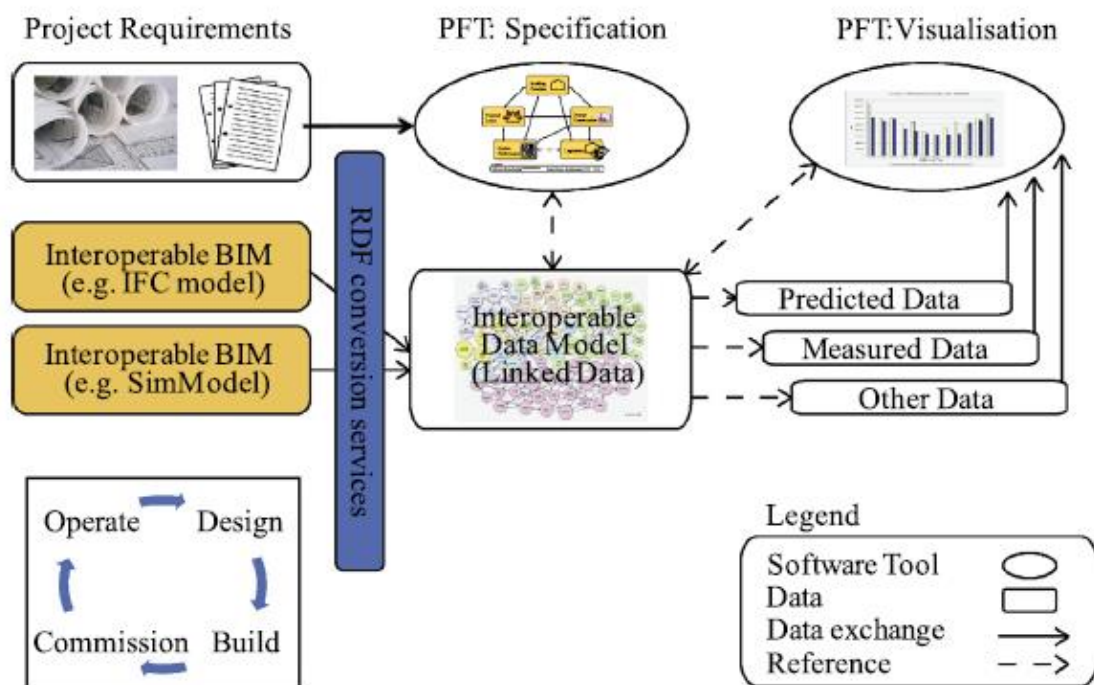 Project Requirements
PFT: Specification
PFT:Visualisation
Interoperable BIM
(e.g. IFC model)
Interoperable BIM
(e.g. SimModel)
RDF conversion services
Interoperable
Data Model
(Linked Data)
Predicted Data
Measured Data
Other Data
Operate
Design
Commission
Build
Legend
Software Tool
Data
Data exchange
Reference